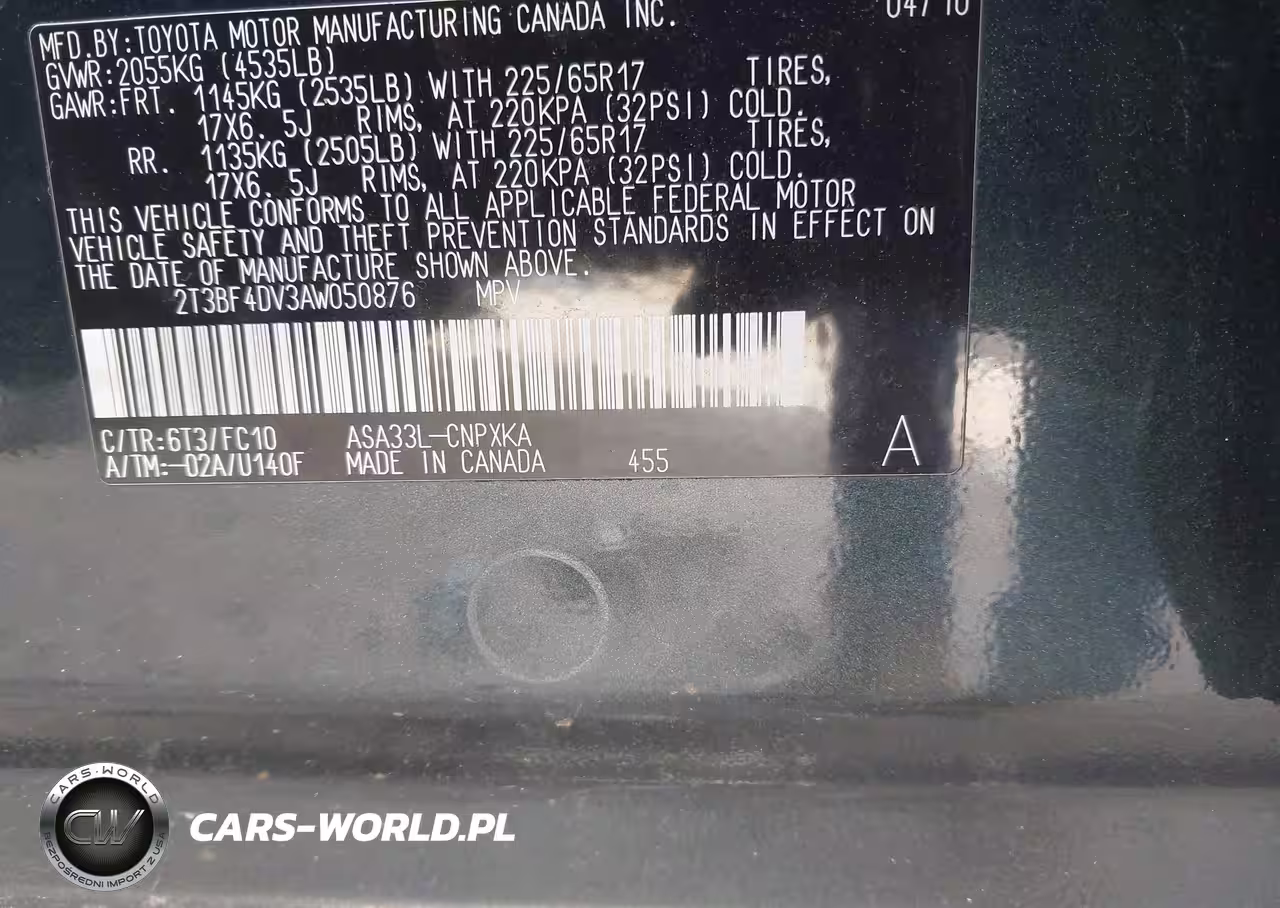 04/10
MFD.BY:TOYOTA MOTOR MANUFACTURING CANADA INC.
GVWR:2055KG (4535LB)
GAWR:FRT. 1145KG (2535LB) WITH 225/65R17 TIRES,
17X6. 5J RIMS, AT 220KPA (32PSI) COLD.
RR. 1135KG (2505LB) WITH 225/65R17 TIRES,
17X6. 5J RIMS, AT 220KPA (32PSI) COLD.
THIS VEHICLE CONFORMS TO ALL APPLICABLE FEDERAL MOTOR
VEHICLE SAFETY AND THEFT PREVENTION STANDARDS IN EFFECT ON
THE DATE OF MANUFACTURE SHOWN ABOVE.
2T3BF4DV3AW050876 MPV
C/TR:6T3/FC10 ASA33L-CNPXKA
A/TM:-02A/U140F MADE IN CANADA 455 A
CARS-WORLD
CW
BEZPOŚREDNI IMPORT Z USA
CARS-WORLD.PL